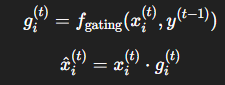 g_i^{(t)} = f_{gating}(x_i^{(t)}, y^{(t-1)})
x̂_i^{(t)} = x_i^{(t)} · g_i^{(t)}